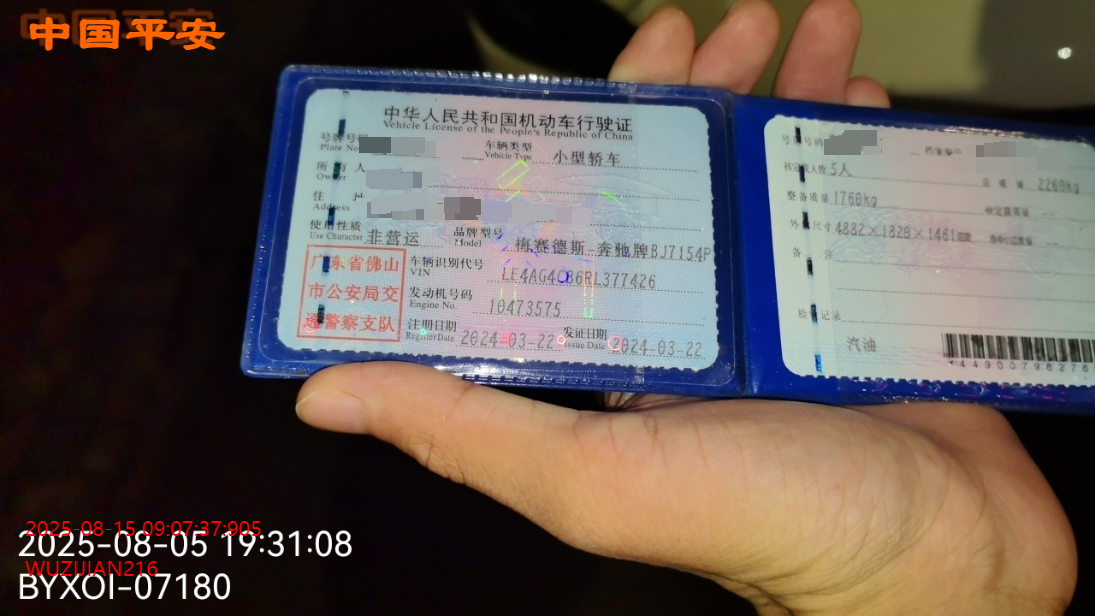 中国平安
中华人民共和国机动车行驶证
Vehicle License of the People's Republic of China
号牌号码
Plate No.
车辆类型
Vehicle Type
小型轿车
所有人
Owner
住址
Address
使用性质
Use Character
非营运
品牌型号
Model
梅赛德斯-奔驰牌BJ7154P
广东省佛山
市公安局交
通警察支队
车辆识别代号
VIN
LE4AG4CB6RL377426
发动机号码
Engine No.
10473575
注册日期
Register Date
2024-03-22
发证日期
Issue Date
2024-03-22
号牌号码
档案编号
核定载人数 5人
总质量 2260kg
整备质量 1760kg
核定载质量 --
外廓尺寸 4882×1820×1461mm
准牵引总质量 --
备注
检验记录
汽油
2025-08-15 09:07:37:905
2025-08-05 19:31:08
WUZIJIAN216
BYXOI-07180